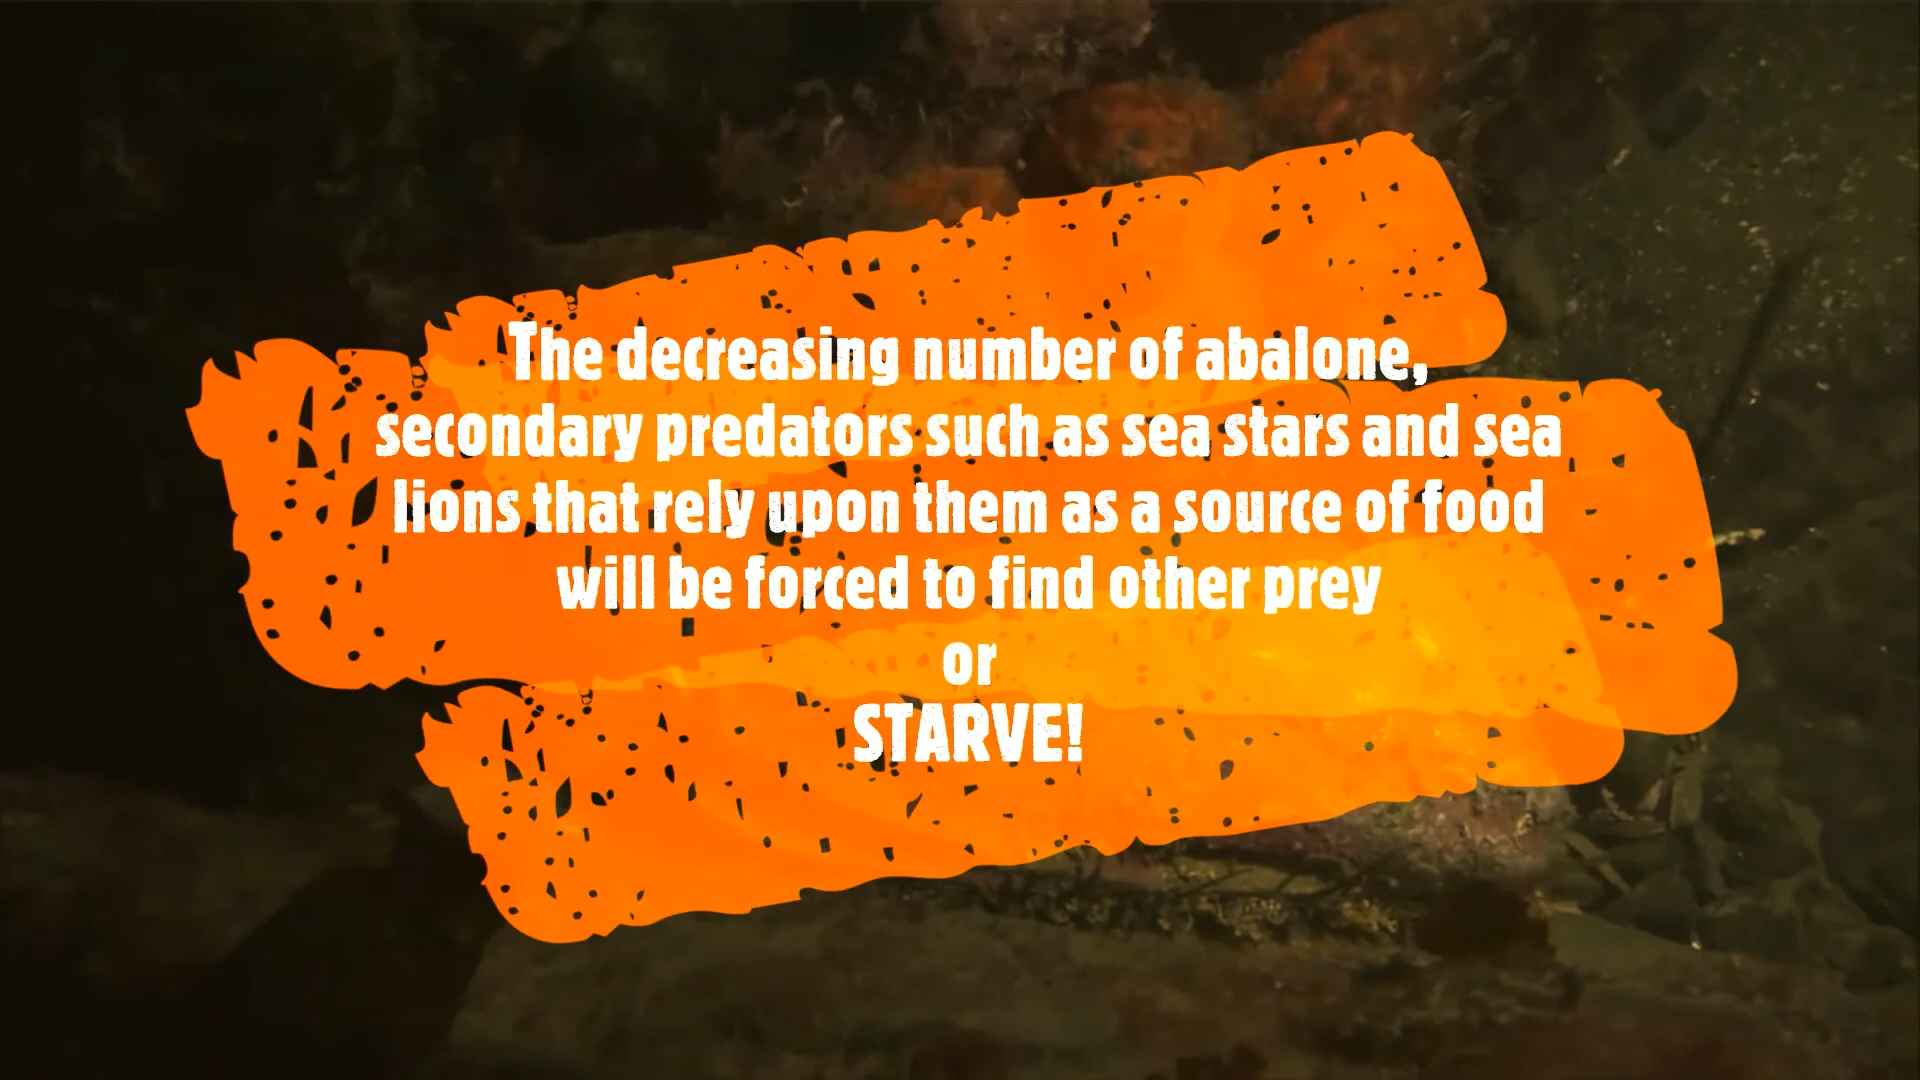 The decreasing number of abalone,
secondary predators such as sea stars and sea
lions that rely upon them as a source of food
will be forced to find other prey
or
STARVE!